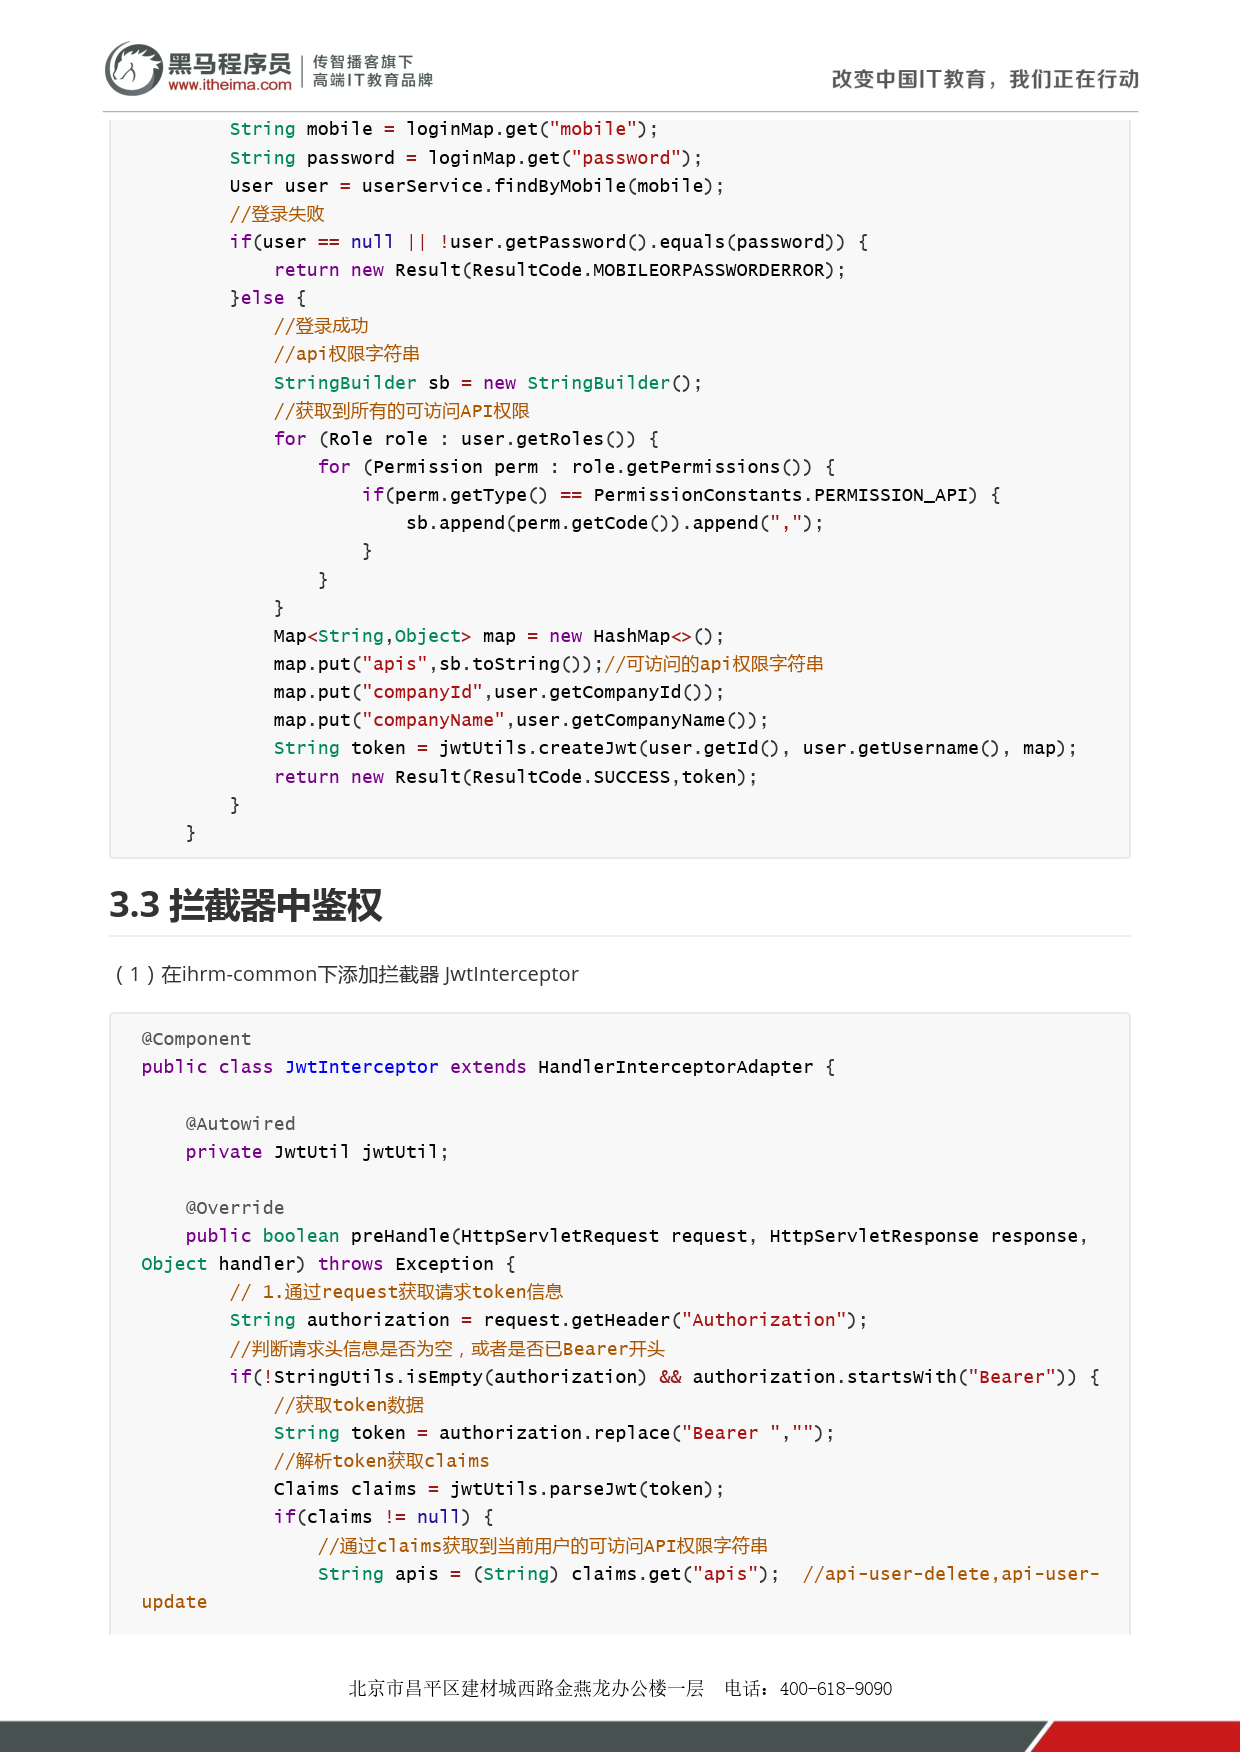 黑马程序员
www.itheima.com
传智播客旗下
高端IT教育品牌
改变中国IT教育，我们正在行动
        String mobile = loginMap.get("mobile");
        String password = loginMap.get("password");
        User user = userService.findByMobile(mobile);
        //登录失败
        if(user == null || !user.getPassword().equals(password)) {
            return new Result(ResultCode.MOBILEORPASSWORDERROR);
        }else {
            //登录成功
            //api权限字符串
            StringBuilder sb = new StringBuilder();
            //获取到所有的可访问API权限
            for (Role role : user.getRoles()) {
                for (Permission perm : role.getPermissions()) {
                    if(perm.getType() == PermissionConstants.PERMISSION_API) {
                        sb.append(perm.getCode()).append(",");
                    }
                }
            }
            Map<String,Object> map = new HashMap<>();
            map.put("apis",sb.toString());//可访问的api权限字符串
            map.put("companyId",user.getCompanyId());
            map.put("companyName",user.getCompanyName());
            String token = jwtUtils.createJwt(user.getId(), user.getUsername(), map);
            return new Result(ResultCode.SUCCESS,token);
        }
    }
3.3 拦截器中鉴权
（1）在ihrm-common下添加拦截器 JwtInterceptor
@Component
public class JwtInterceptor extends HandlerInterceptorAdapter {
    @Autowired
    private JwtUtil jwtUtil;
    @Override
    public boolean preHandle(HttpServletRequest request, HttpServletResponse response,
Object handler) throws Exception {
        // 1.通过request获取请求token信息
        String authorization = request.getHeader("Authorization");
        //判断请求头信息是否为空，或者是否已Bearer开头
        if(!StringUtils.isEmpty(authorization) && authorization.startsWith("Bearer")) {
            //获取token数据
            String token = authorization.replace("Bearer ","");
            //解析token获取claims
            Claims claims = jwtUtils.parseJwt(token);
            if(claims != null) {
                //通过claims获取到当前用户的可访问API权限字符串
                String apis = (String) claims.get("apis");  //api-user-delete,api-user-
update
北京市昌平区建材城西路金燕龙办公楼一层 电话：400-618-9090